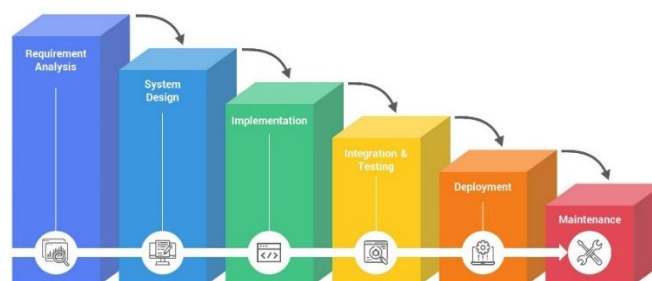 Requirement
Analysis
System
Design
Implementation
Integration &
Testing
Deployment
Maintenance